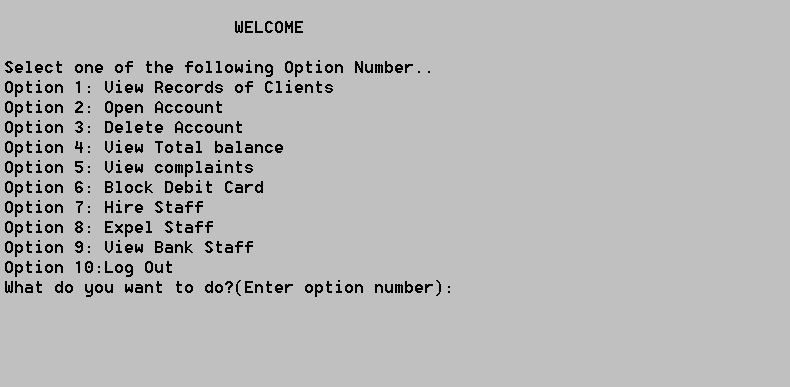 WELCOME
Select one of the following Option Number..
Option 1: View Records of Clients
Option 2: Open Account
Option 3: Delete Account
Option 4: View Total balance
Option 5: View complaints
Option 6: Block Debit Card
Option 7: Hire Staff
Option 8: Expel Staff
Option 9: View Bank Staff
Option 10:Log Out
What do you want to do?(Enter option number):